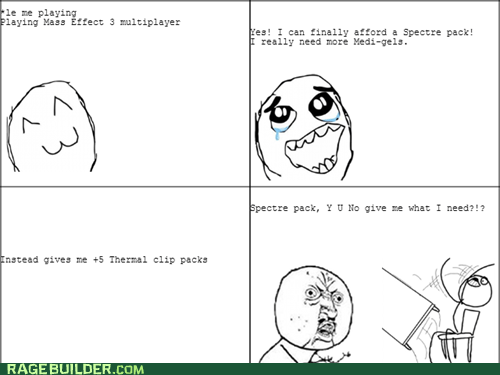 *le me playing
Playing Mass Effect 3 multiplayer
Yes! I can finally afford a Spectre pack!
I really need more Medi-gels.
Instead gives me +5 Thermal clip packs
Spectre pack, Y U No give me what I need?!?
RAGEBUILDER.COM